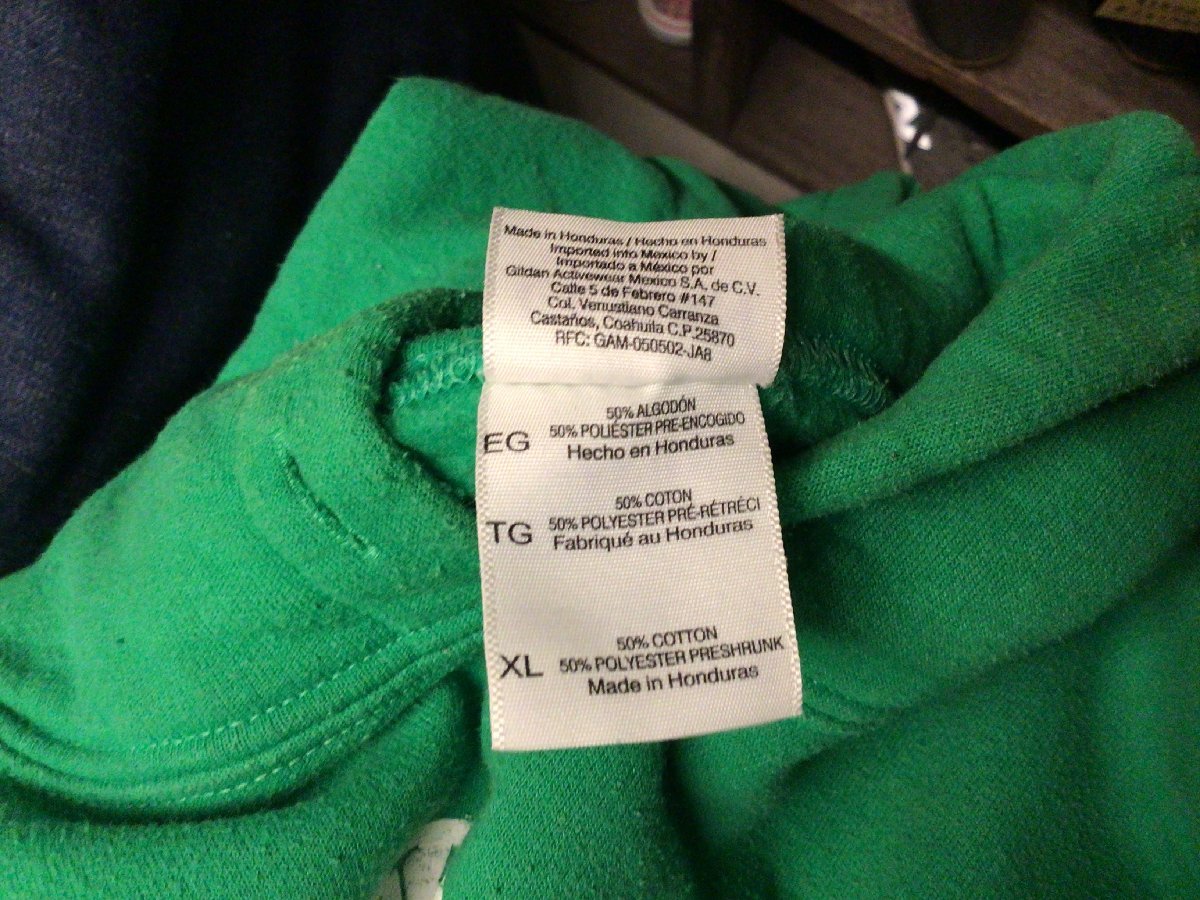 Made in Honduras / Hecho en Honduras
Imported into Mexico by /
Importado a México por
Gildan Activewear Mexico S.A. de C.V.
Calle 5 de Febrero #147
Col. Venustiano Carranza
Castaños, Coahuila C.P.25870
RFC: GAM-050502-JA8
50% ALGODÓN
EG 50% POLIÉSTER PRE-ENCOGIDO
Hecho en Honduras
50% COTON
TG 50% POLYESTER PRÉ-RÉTRÉCI
Fabriqué au Honduras
50% COTTON
XL 50% POLYESTER PRESHRUNK
Made in Honduras